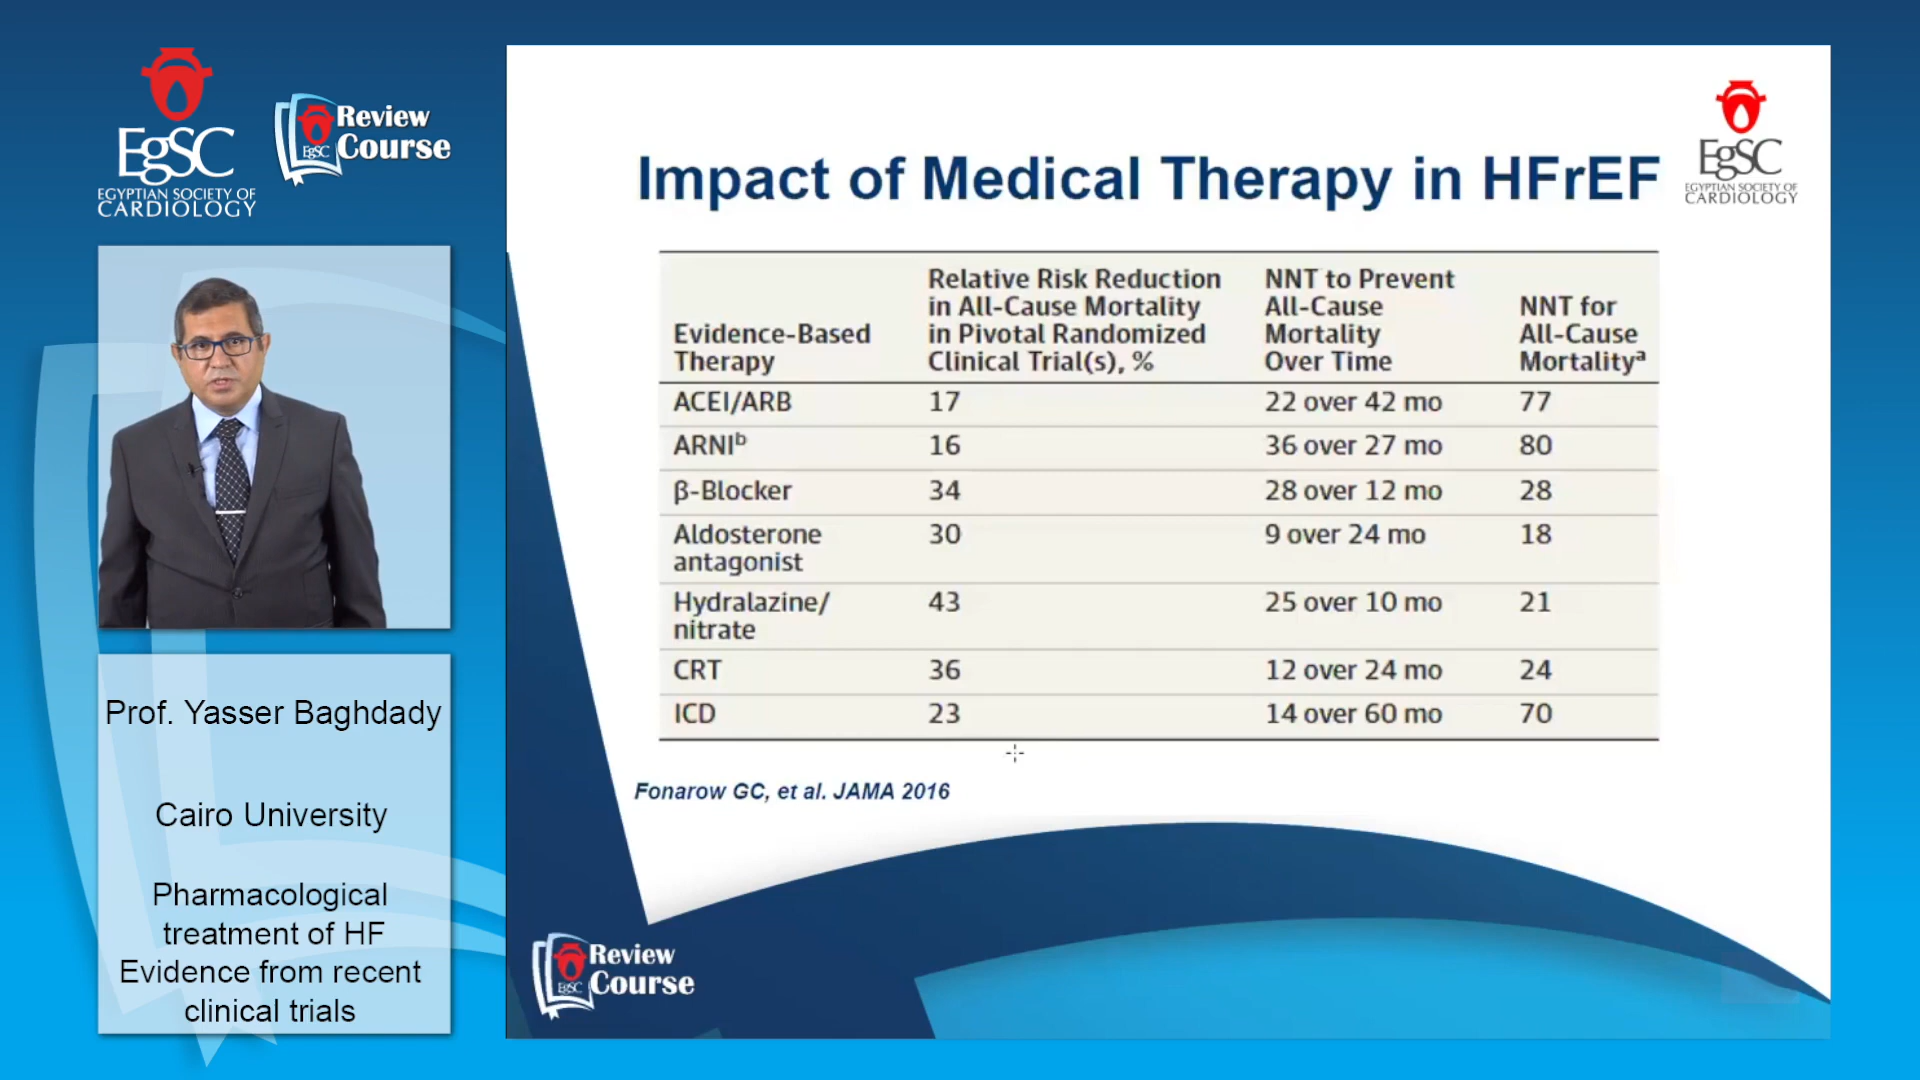 EgSC
EGYPTIAN SOCIETY OF
CARDIOLOGY
Review
Course
EgSC
Prof. Yasser Baghdady
Cairo University
Pharmacological
treatment of HF
Evidence from recent
clinical trials
EgSC
EGYPTIAN SOCIETY OF
CARDIOLOGY
Impact of Medical Therapy in HFrEF
Evidence-Based
Therapy
Relative Risk Reduction
in All-Cause Mortality
in Pivotal Randomized
Clinical Trial(s), %
NNT to Prevent
All-Cause
Mortality
Over Time
NNT for
All-Cause
Mortalityᵃ
ACEI/ARB 17 22 over 42 mo 77
ARNIᵇ 16 36 over 27 mo 80
β-Blocker 34 28 over 12 mo 28
Aldosterone
antagonist 30 9 over 24 mo 18
Hydralazine/
nitrate 43 25 over 10 mo 21
CRT 36 12 over 24 mo 24
ICD 23 14 over 60 mo 70
Fonarow GC, et al. JAMA 2016
Review
Course
EgSC